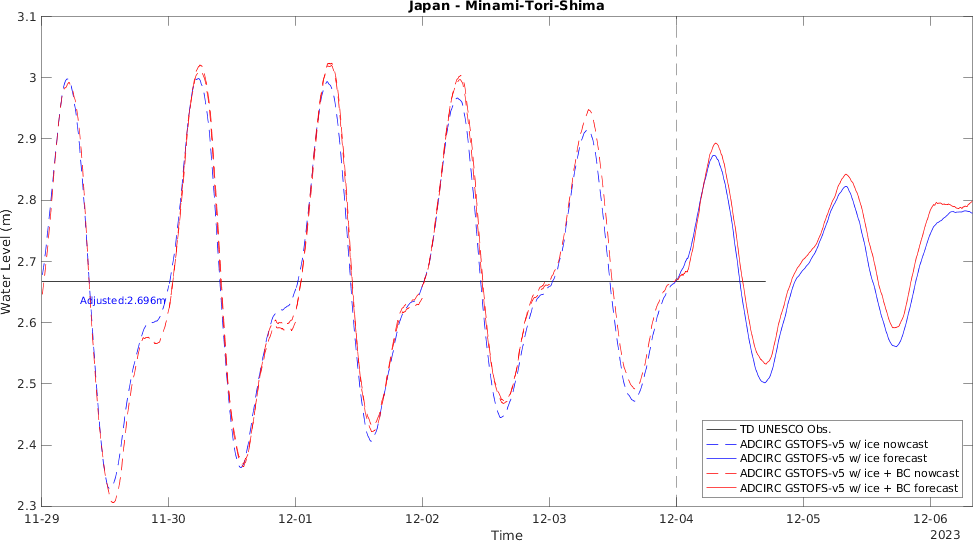 Japan - Minami-Tori-Shima
3.1
3
2.9
2.8
2.7
2.6
2.5
2.4
2.3
Water Level (m)
Adjusted:2.696m
TD UNESCO Obs.
ADCIRC GSTOFS-v5 w/ ice nowcast
ADCIRC GSTOFS-v5 w/ ice forecast
ADCIRC GSTOFS-v5 w/ ice + BC nowcast
ADCIRC GSTOFS-v5 w/ ice + BC forecast
11-29 11-30 12-01 12-02 12-03 12-04 12-05 12-06
2023
Time